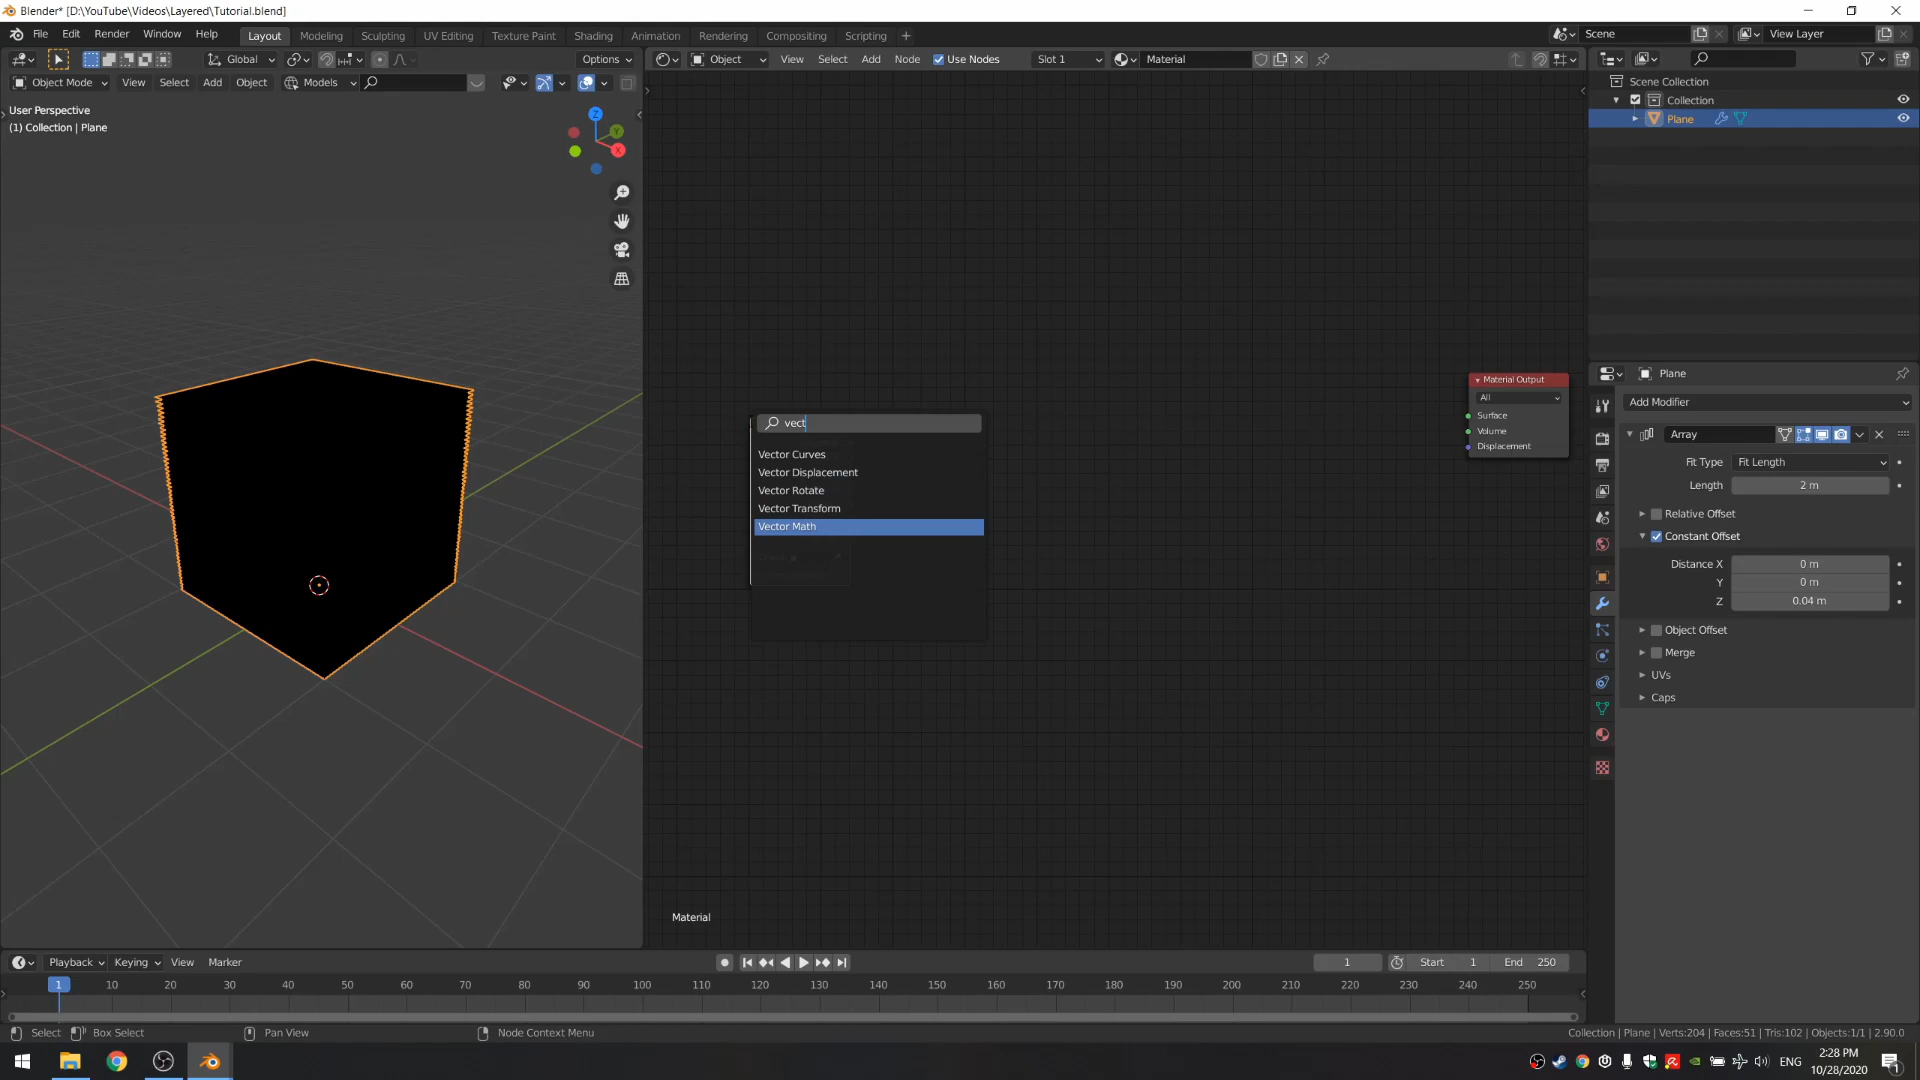 Blender* [D:\YouTube\Videos\Layered\Tutorial.blend]
File Edit Render Window Help Layout Modeling Sculpting UV Editing Texture Paint Shading Animation Rendering Compositing Scripting + Scene View Layer
Global Options Object View Select Add Node Use Nodes Slot 1 Material
Object Mode View Select Add Object Models
Scene Collection
Collection
Plane
User Perspective
(1) Collection | Plane
Z
Y
X
vect
Vector Curves
Vector Displacement
Vector Rotate
Vector Transform
Vector Math
Material Output
All
Surface
Volume
Displacement
Material
Plane
Add Modifier
Array
Fit Type Fit Length
Length 2 m
Relative Offset
Constant Offset
Distance X 0 m
Y 0 m
Z 0.04 m
Object Offset
Merge
UVs
Caps
Playback Keying View Marker 1 Start 1 End 250
1 10 20 30 40 50 60 70 80 90 100 110 120 130 140 150 160 170 180 190 200 210 220 230 240 250
Select Box Select Pan View Node Context Menu Collection | Plane | Verts:204 | Faces:51 | Tris:102 | Objects:1/1 | 2.90.0
ENG
2:28 PM
10/28/2020
1